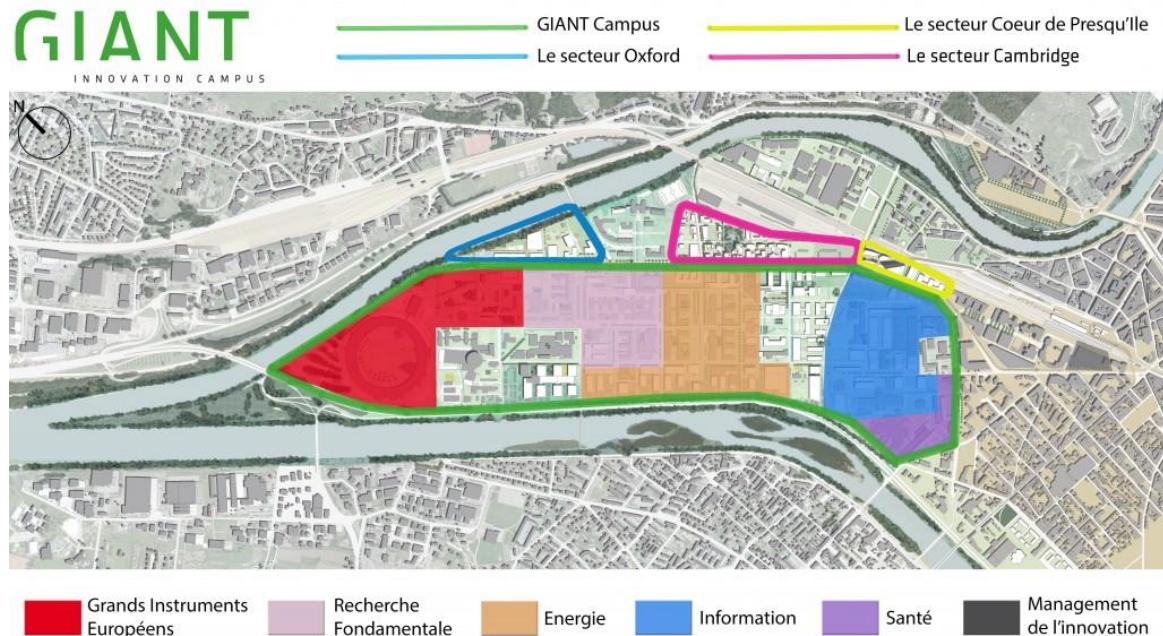 GIANT
INNOVATION CAMPUS
GIANT Campus
Le secteur Coeur de Presqu'Ile
Le secteur Oxford
Le secteur Cambridge
N
Grands Instruments
Européens
Recherche
Fondamentale
Energie
Information
Santé
Management
de l'innovation